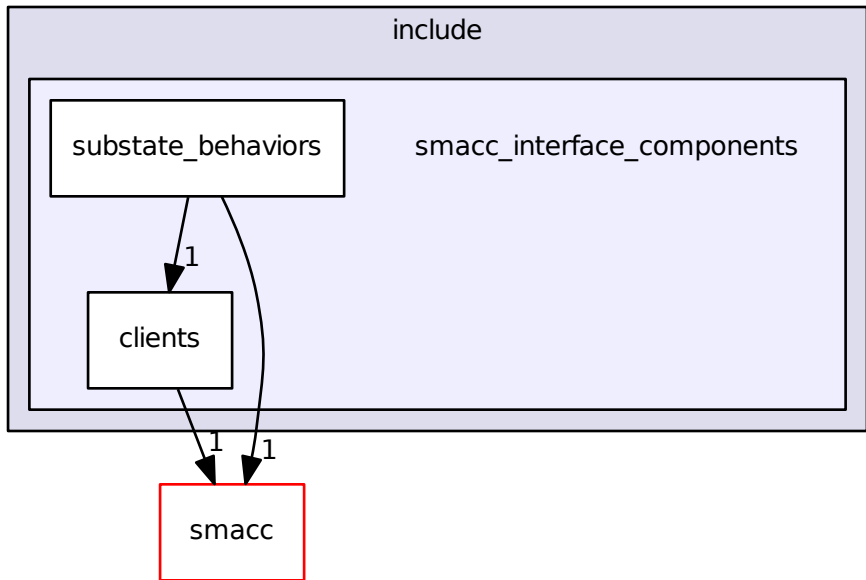 include
substate_behaviors
smacc_interface_components
1
clients
1
1
smacc